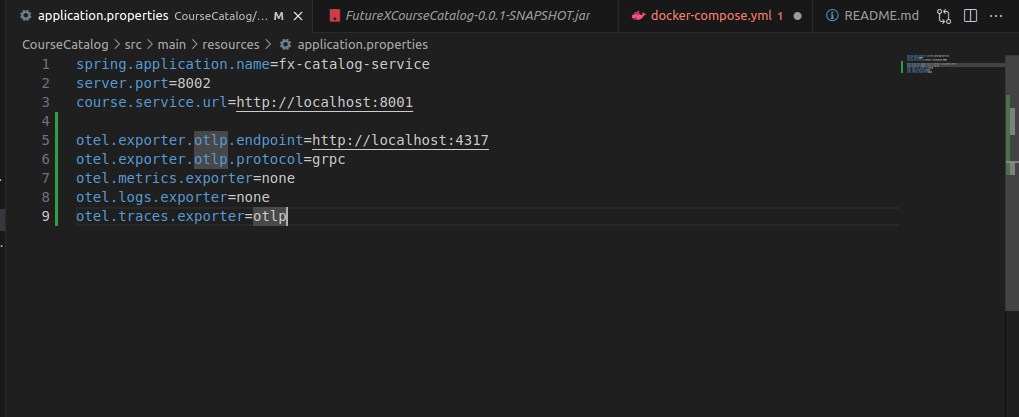 application.properties CourseCatalog/... M
FutureXCourseCatalog-0.0.1-SNAPSHOT.jar
docker-compose.yml 1
README.md
CourseCatalog > src > main > resources > application.properties
1 spring.application.name=fx-catalog-service
2 server.port=8002
3 course.service.url=http://localhost:8001
4
5 otel.exporter.otlp.endpoint=http://localhost:4317
6 otel.exporter.otlp.protocol=grpc
7 otel.metrics.exporter=none
8 otel.logs.exporter=none
9 otel.traces.exporter=otlp